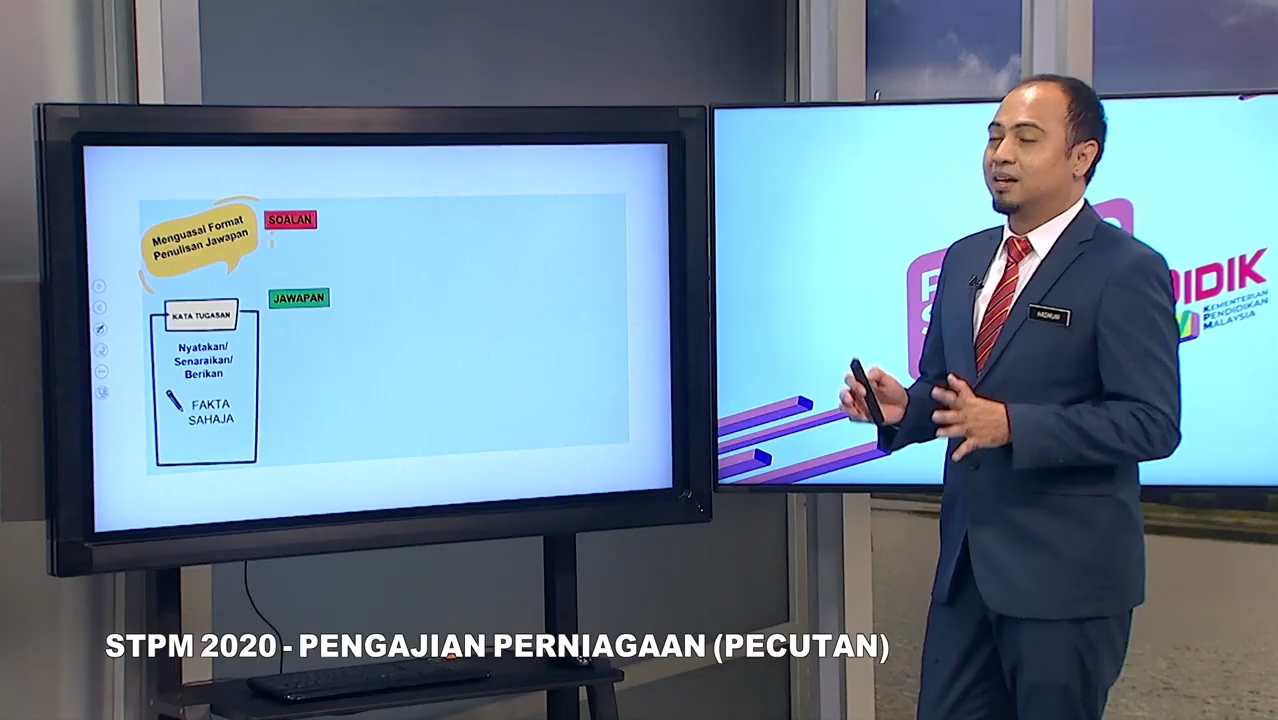 Menguasai Format
Penulisan Jawapan
SOALAN
JAWAPAN
KATA TUGASAN
Nyatakan/
Senaraikan/
Berikan
FAKTA
SAHAJA
DIDIK
KEMENTERIAN
PENDIDIKAN
MALAYSIA
STPM 2020 - PENGAJIAN PERNIAGAAN (PECUTAN)